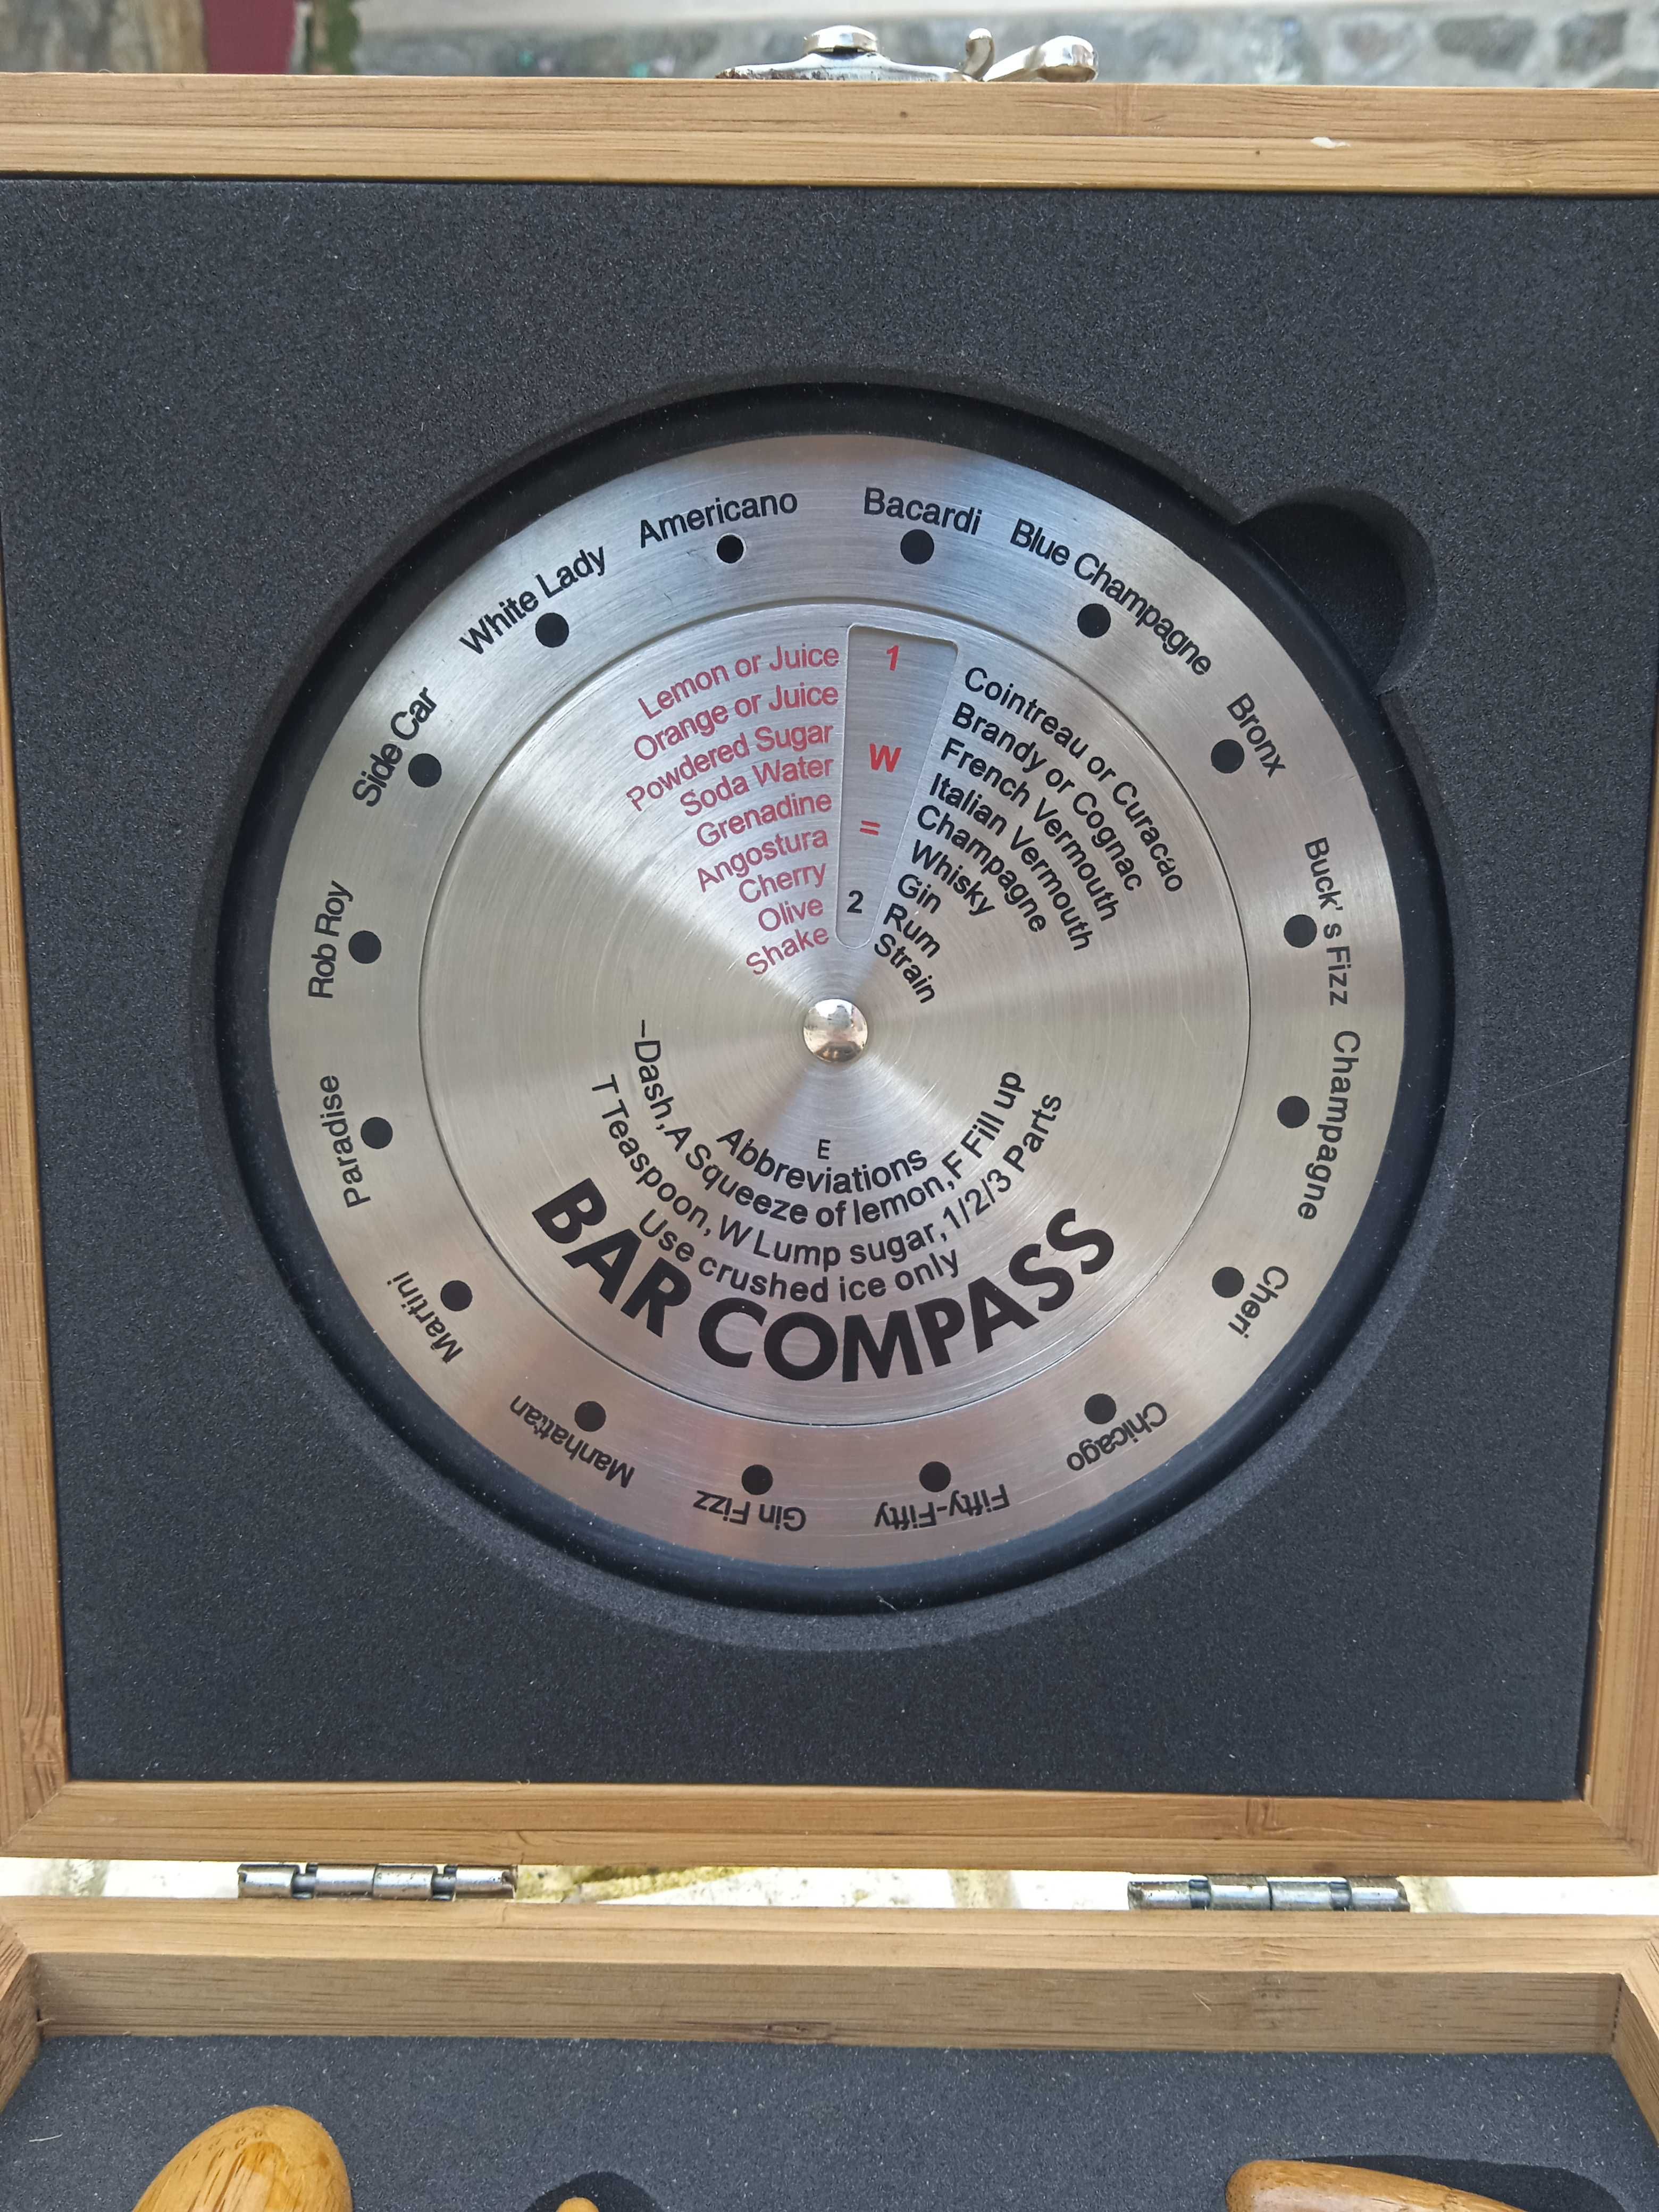 Americano
Bacardi
Blue Champagne
Bronx
Buck's Fizz
Champagne
Cheri
Chicago
Fifty-Fifty
Gin Fizz
Manhattan
Martini
Paradise
Rob Roy
Side Car
White Lady
Lemon or Juice
Orange or Juice
Powdered Sugar
Soda Water
Grenadine
Angostura
Cherry
Olive
Shake
1
W
=
2
Cointreau or Curacao
Brandy or Cognac
French Vermouth
Italian Vermouth
Champagne
Whisky
Gin
Rum
Strain
E
Abbreviations
–Dash, A Squeeze of lemon, F Fill up
T Teaspoon, W Lump sugar, 1/2/3 Parts
Use crushed ice only
BAR COMPASS